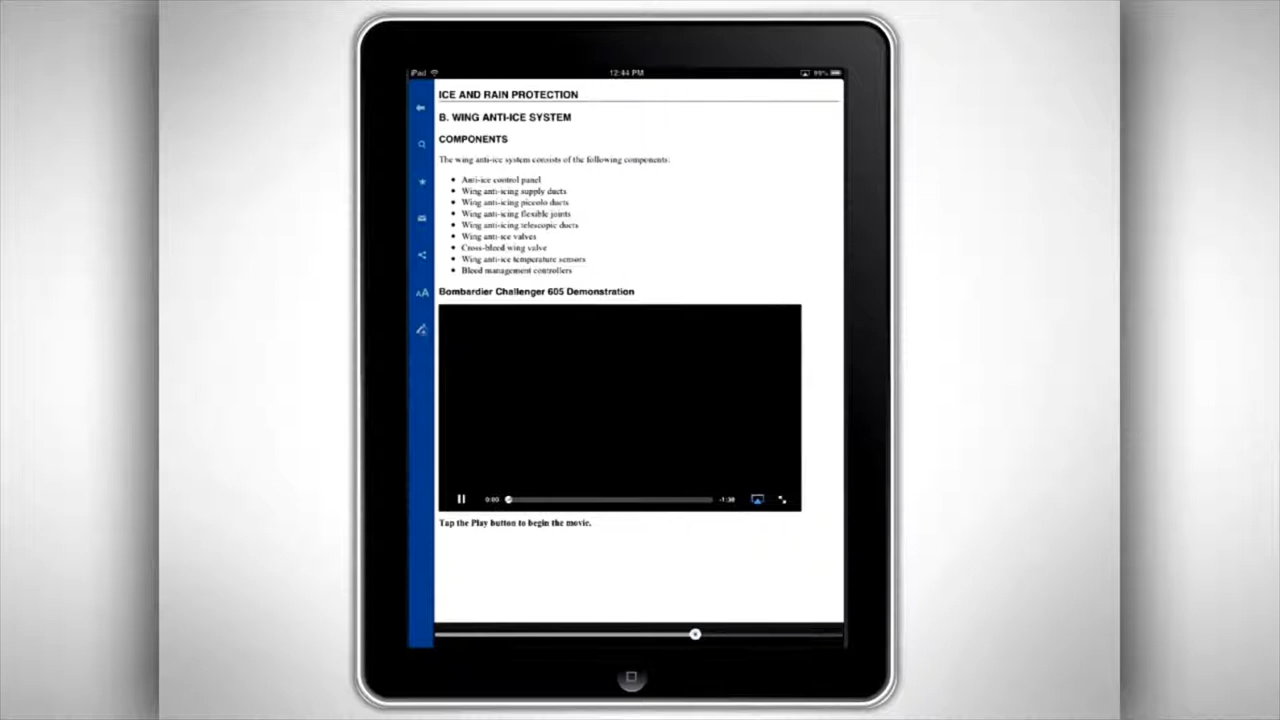 iPad
12:44 PM
99%
ICE AND RAIN PROTECTION
B. WING ANTI-ICE SYSTEM
COMPONENTS
The wing anti-ice system consists of the following components:
Anti-ice control panel
Wing anti-icing supply ducts
Wing anti-icing piccolo ducts
Wing anti-icing flexible joints
Wing anti-icing telescopic ducts
Wing anti-ice valves
Cross-bleed wing valve
Wing anti-ice temperature sensors
Bleed management controllers
Bombardier Challenger 605 Demonstration
0:00
-1:38
Tap the Play button to begin the movie.
AA